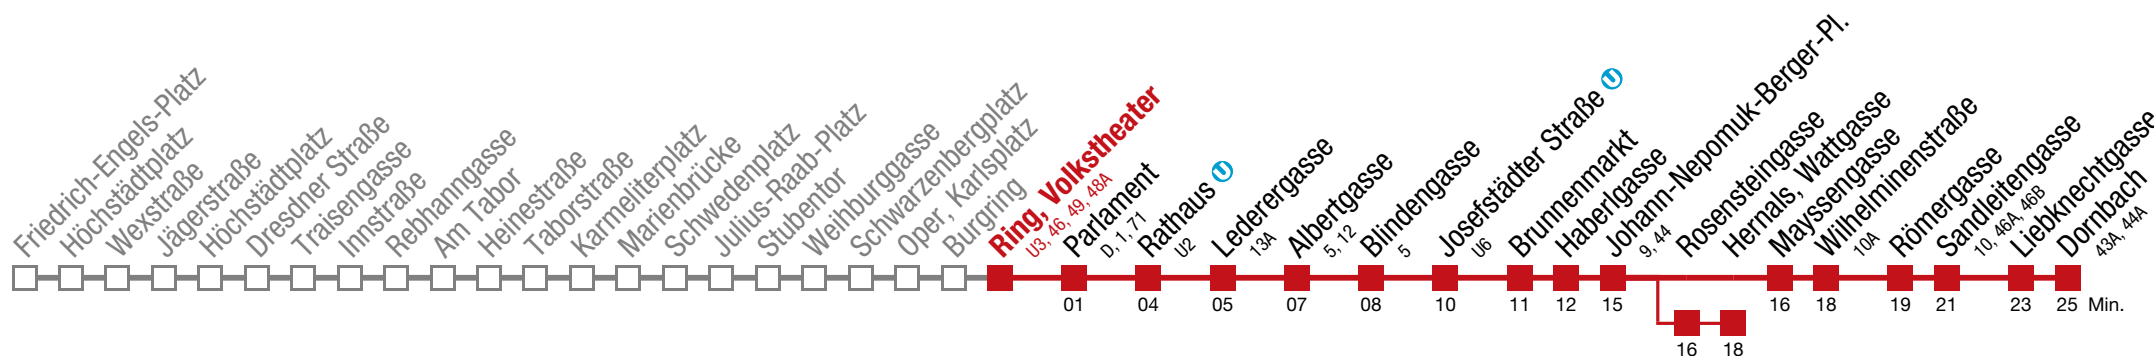 Friedrich-Engels-Platz
Höchstädtplatz
Wexstraße
Jägerstraße
Höchstädtplatz
Dresdner Straße
Traisengasse
Innstraße
Rebhanngasse
Am Tabor
Heinestraße
Taborstraße
Karmeliterplatz
Marienbrücke
Schwedenplatz
Julius-Raab-Platz
Stubentor
Weihburggasse
Schwarzenbergplatz
Oper, Karlsplatz
Burgring
Ring, Volkstheater
U3, 46, 49, 48A
Parlament
D, 1, 71
Rathaus U
U2
Lederergasse
13A
Albertgasse
5, 12
Blindengasse
5
Josefstädter Straße U
U6
Brunnenmarkt
Haberlgasse
Johann-Nepomuk-Berger-Pl.
9, 44
Rosensteingasse
Hernals, Wattgasse
Mayssengasse
Wilhelminenstraße
10A
Römergasse
Sandleitengasse
10, 46A, 46B
Liebknechtgasse
Dornbach
43A, 44A
01 04 05 07 08 10 11 12 15 16 18 19 21 23 25 Min.
16 18